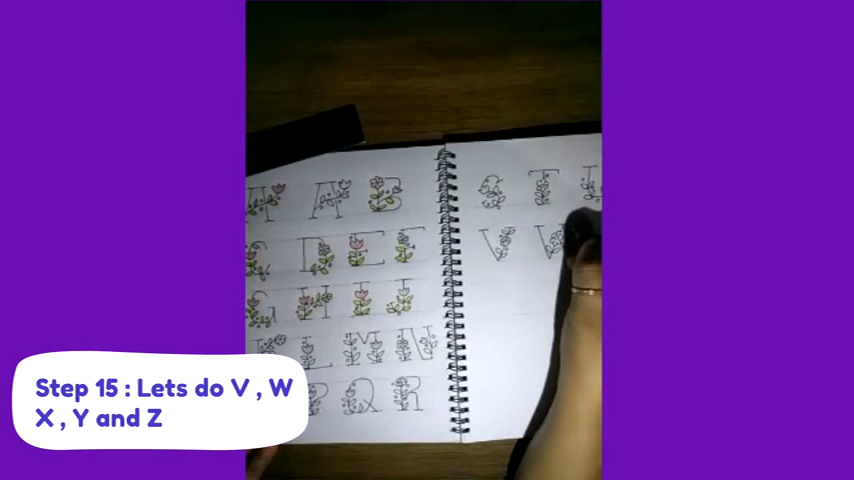 A A B S T I
C D E F V W
G H I J
K L M N
P Q R
Step 15 : Lets do V , W
X , Y and Z